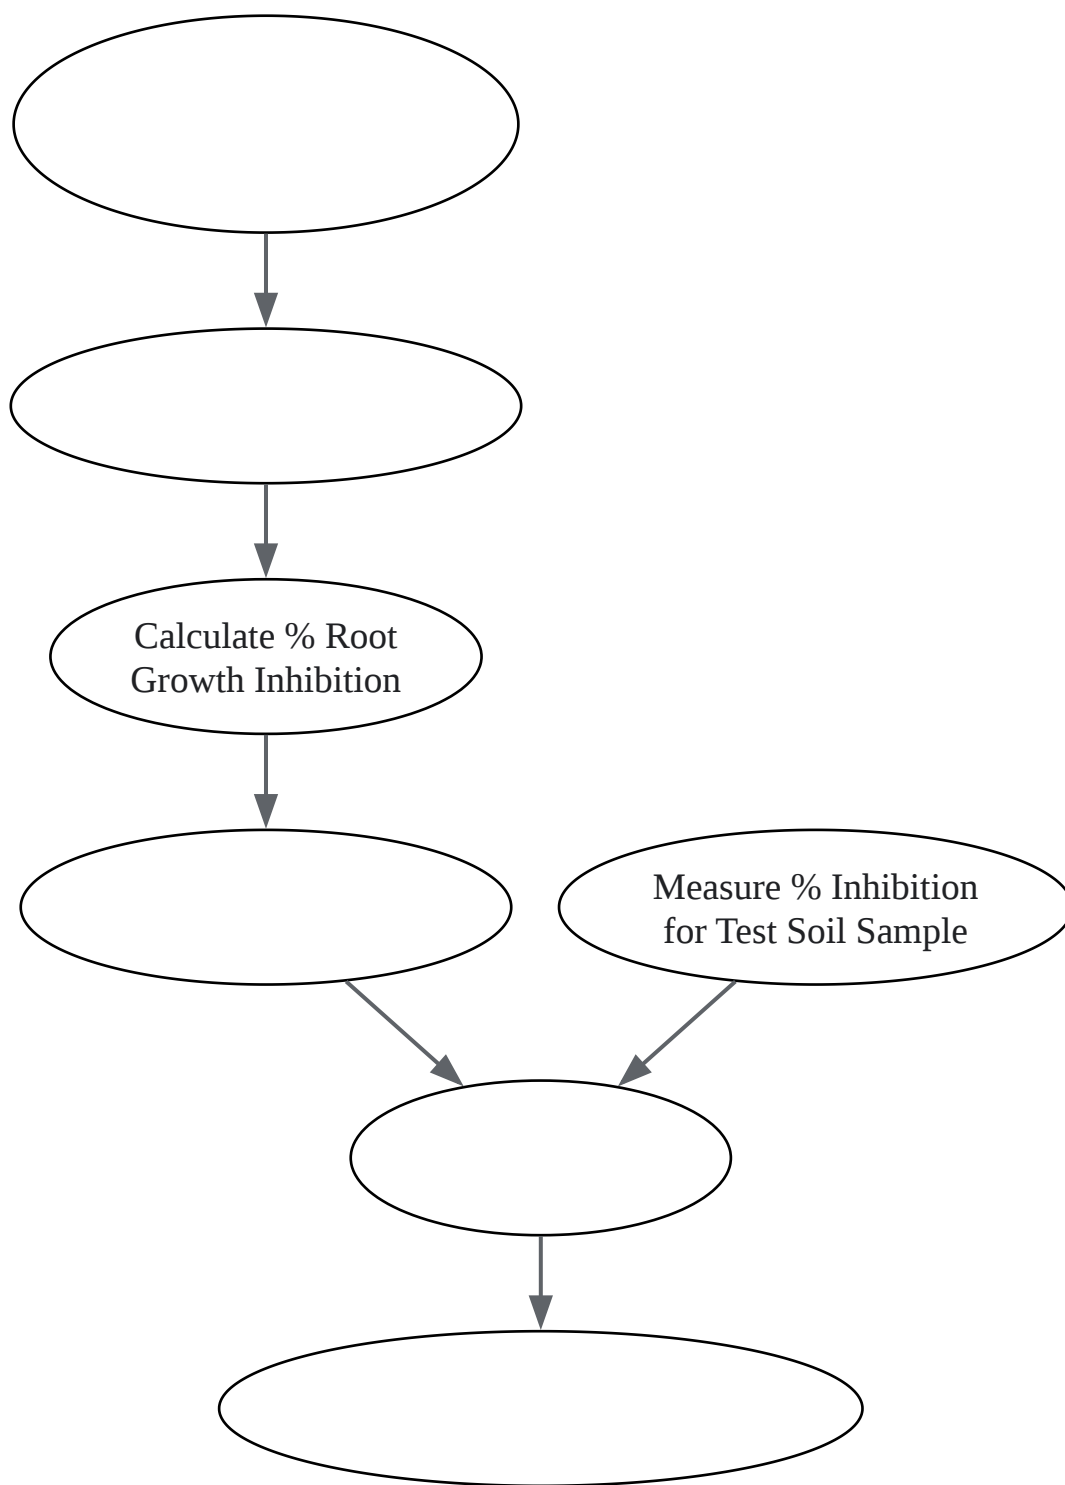 Calculate % Root
Growth Inhibition
Measure % Inhibition
for Test Soil Sample